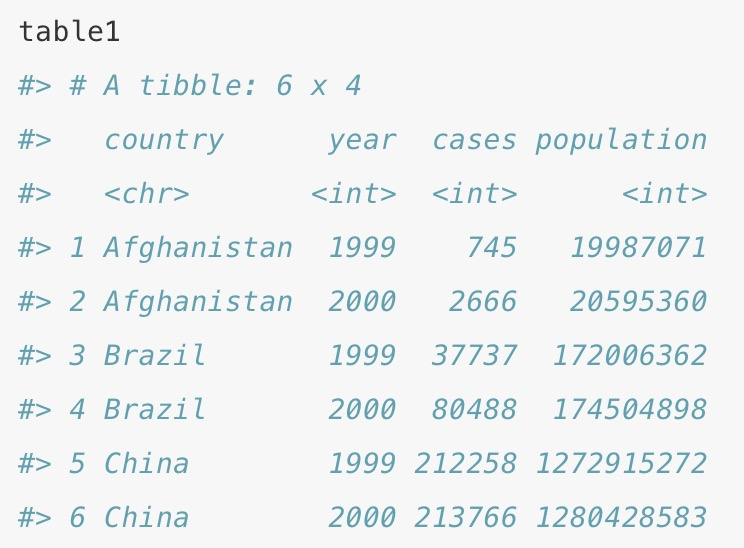 table1
#> # A tibble: 6 x 4
#>   country      year  cases population
#>   <chr>       <int>  <int>      <int>
#> 1 Afghanistan  1999    745   19987071
#> 2 Afghanistan  2000   2666   20595360
#> 3 Brazil       1999  37737  172006362
#> 4 Brazil       2000  80488  174504898
#> 5 China        1999 212258 1272915272
#> 6 China        2000 213766 1280428583